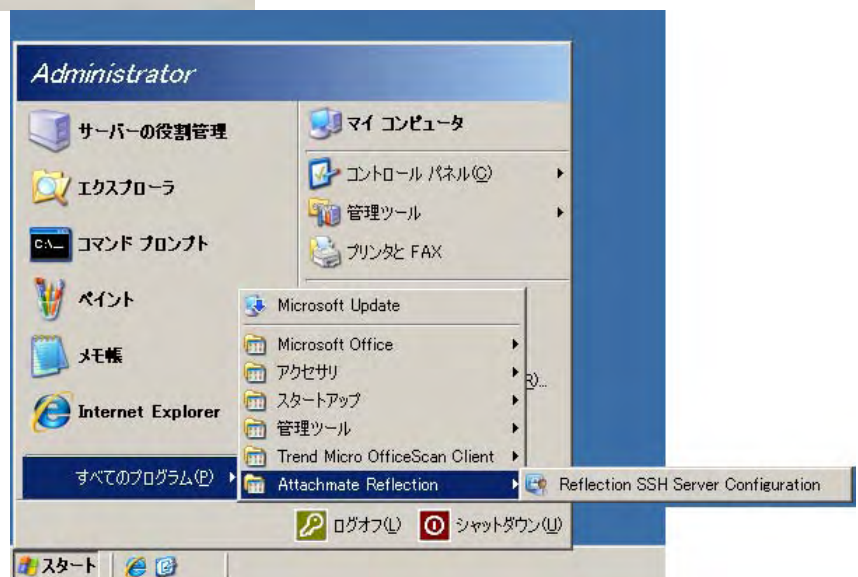 Administrator
サーバーの役割管理
エクスプローラ
C:\_
コマンド プロンプト
ペイント
メモ帳
Internet Explorer
すべてのプログラム(P)
マイ コンピュータ
コントロール パネル(C)
管理ツール
プリンタと FAX
R)...
Microsoft Update
Microsoft Office
アクセサリ
スタートアップ
管理ツール
Trend Micro OfficeScan Client
Attachmate Reflection
Reflection SSH Server Configuration
ログオフ(L)
シャットダウン(U)
スタート